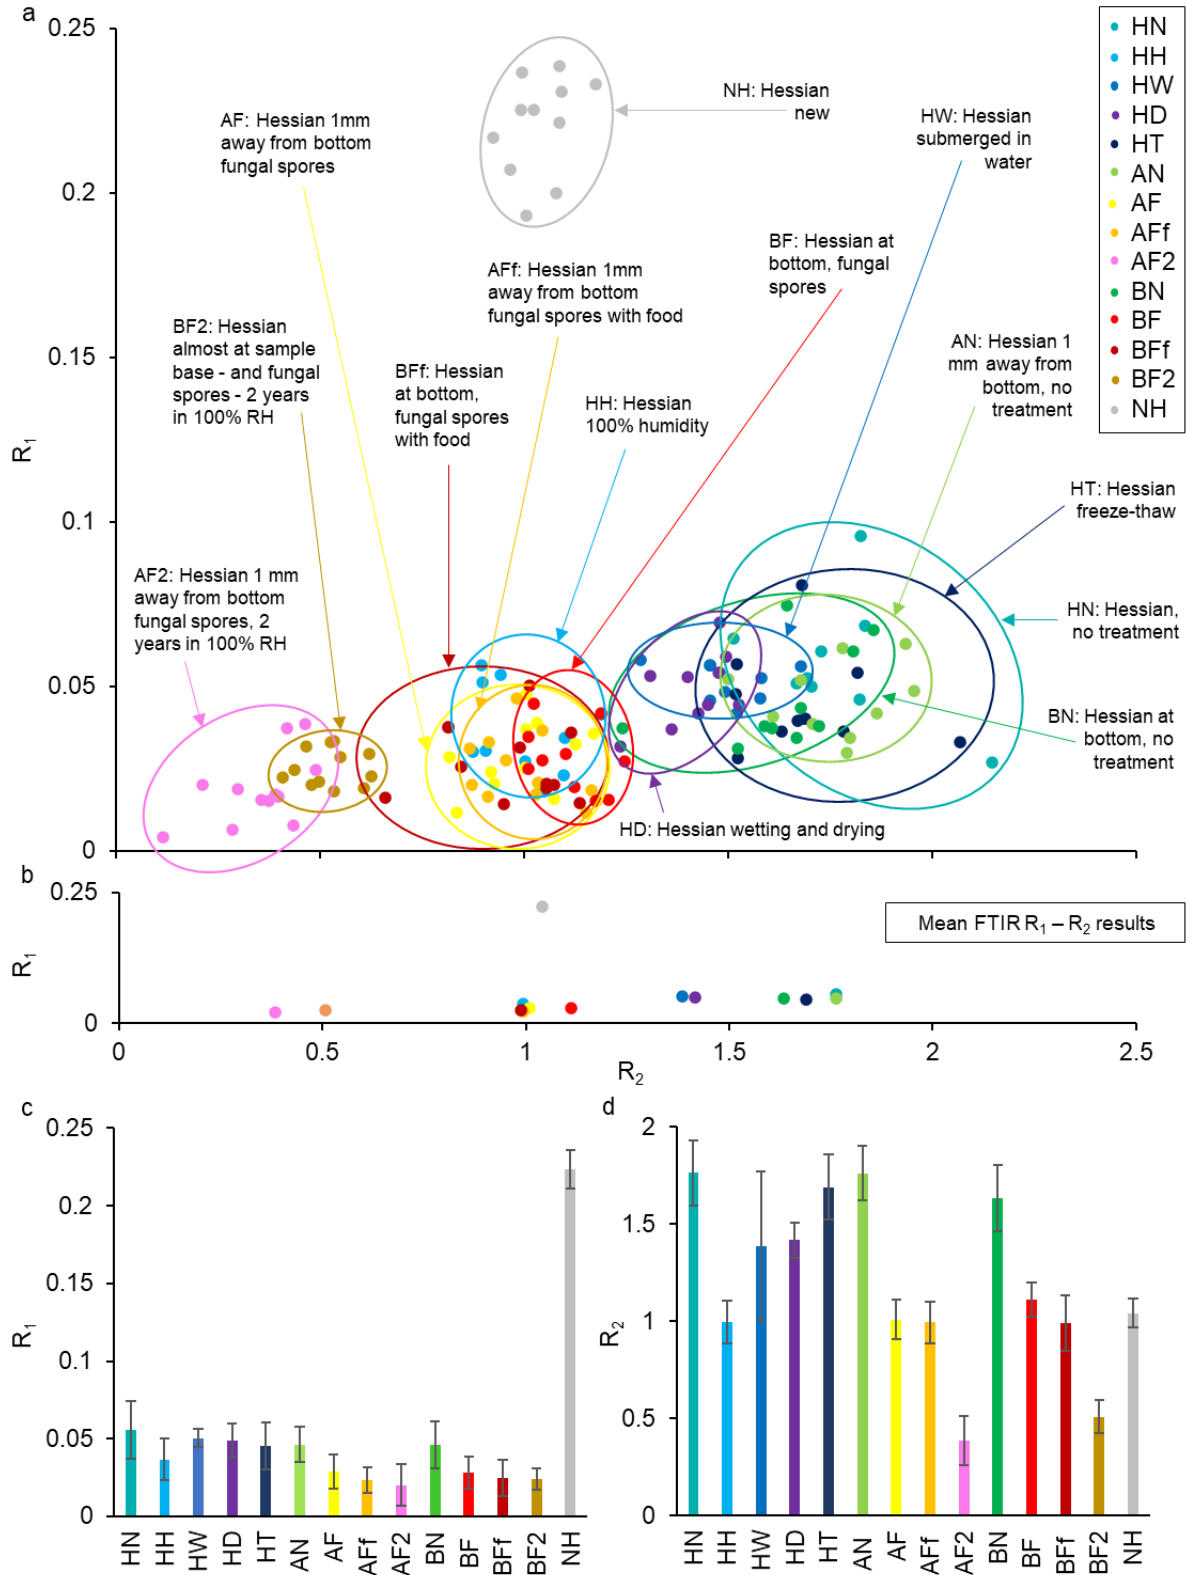 a
0.25
0.2
0.15
0.1
0.05
0
R1
NH: Hessian
new
AF: Hessian 1mm
away from bottom
fungal spores
HW: Hessian
submerged in
water
BF: Hessian at
bottom, fungal
spores
AFf: Hessian 1mm
away from bottom
fungal spores with food
BF2: Hessian
almost at sample
base - and fungal
spores - 2 years
in 100% RH
BFf: Hessian
at bottom,
fungal spores
with food
HH: Hessian
100% humidity
AN: Hessian 1
mm away from
bottom, no
treatment
HT: Hessian
freeze-thaw
AF2: Hessian 1 mm
away from bottom
fungal spores, 2
years in 100% RH
HN: Hessian,
no treatment
BN: Hessian at
bottom, no
treatment
HD: Hessian wetting and drying
0 0.5 1 1.5 2 2.5
HN
HH
HW
HD
HT
AN
AF
AFf
AF2
BN
BF
BFf
BF2
NH
b
0.25
0
R1
Mean FTIR R1 – R2 results
0 0.5 1 1.5 2 2.5
R2
c
0.25
0.2
0.15
0.1
0.05
0
R1
HN HH HW HD HT AN AF AFf AF2 BN BF BFf BF2 NH
d
2
1.5
1
0.5
0
R2
HN HH HW HD HT AN AF AFf AF2 BN BF BFf BF2 NH